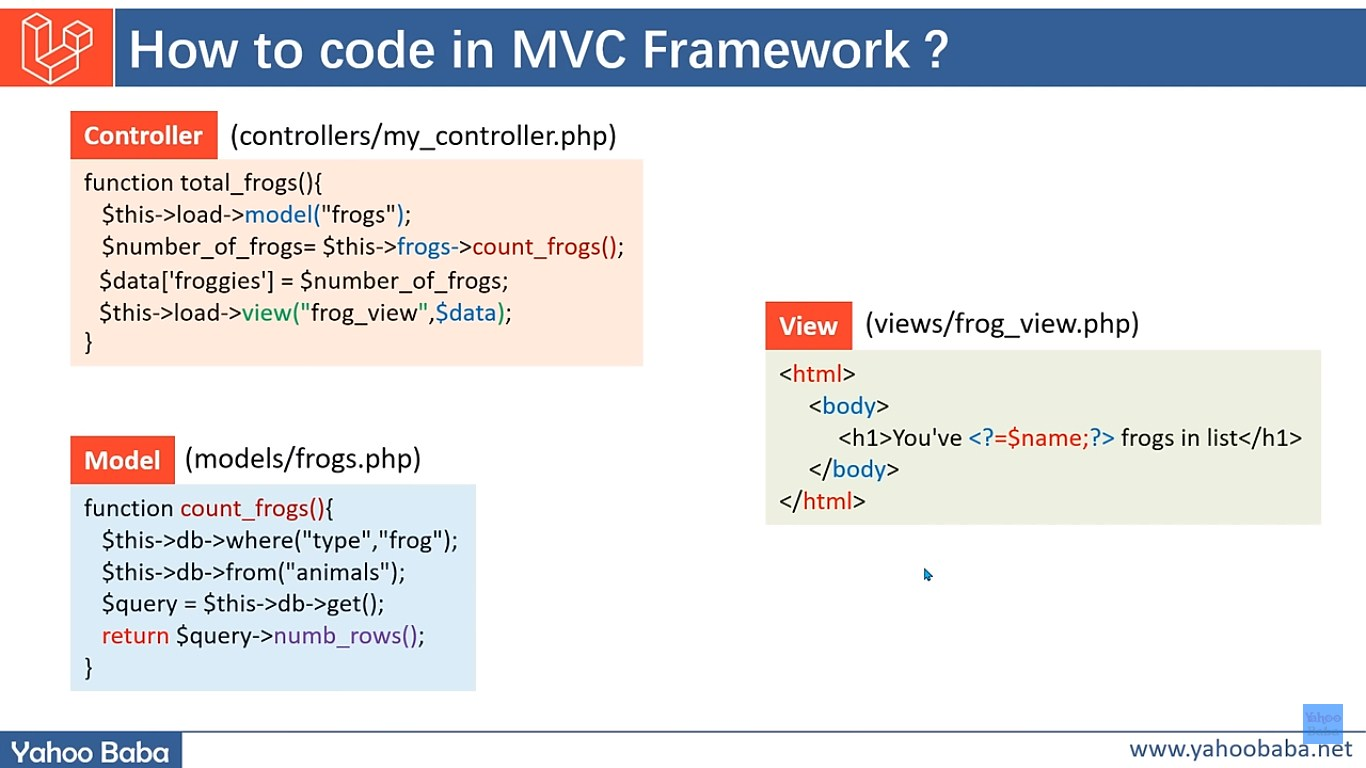 How to code in MVC Framework ?
Controller (controllers/my_controller.php)
function total_frogs(){
$this->load->model("frogs");
$number_of_frogs= $this->frogs->count_frogs();
$data['froggies'] = $number_of_frogs;
$this->load->view("frog_view",$data);
}
Model (models/frogs.php)
function count_frogs(){
$this->db->where("type","frog");
$this->db->from("animals");
$query = $this->db->get();
return $query->numb_rows();
}
View (views/frog_view.php)
<html>
<body>
<h1>You've <?=$name;?> frogs in list</h1>
</body>
</html>
Yahoo
Baba
Yahoo Baba
www.yahoobaba.net